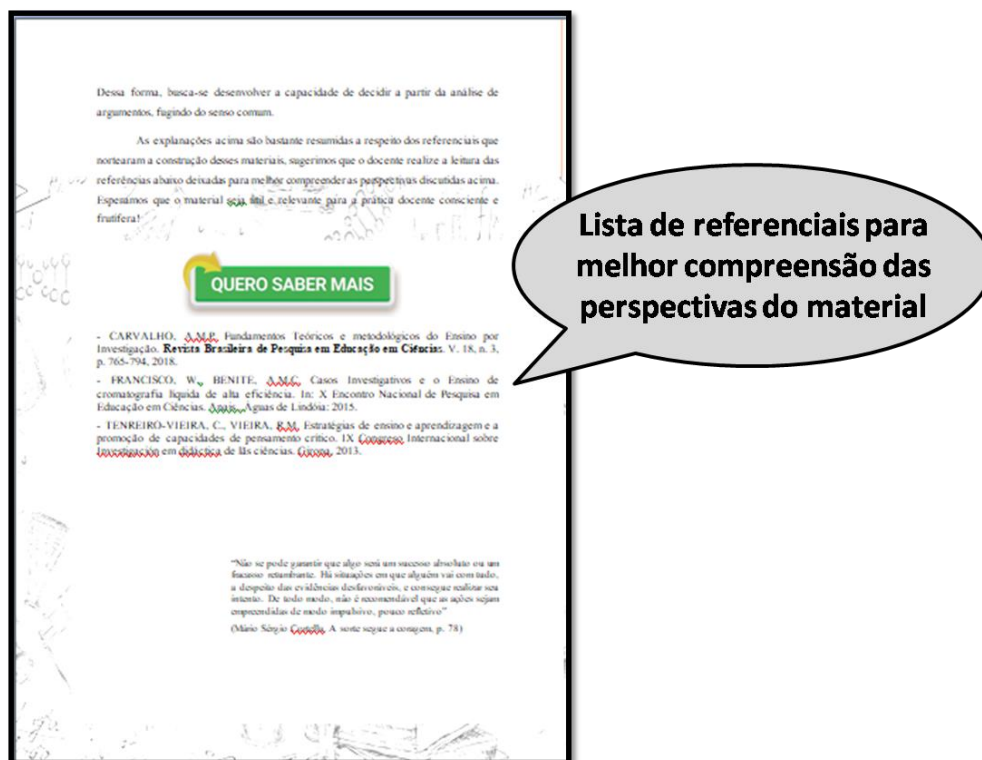 Dessa forma, busca-se desenvolver a capacidade de decidir a partir da análise de
argumentos, fugindo do senso comum.
As explanações acima são bastante resumidas a respeito dos referenciais que
nortearam a construção desses materiais, sugerimos que o docente realize a leitura das
referências abaixo deixadas para melhor compreender as perspectivas discutidas acima.
Esperamos que o material seja útil e relevante para a prática docente consciente e
frutífera!
QUERO SABER MAIS
Lista de referenciais para
melhor compreensão das
perspectivas do material
- CARVALHO, A.M.P. Fundamentos Teóricos e metodológicos do Ensino por
Investigação. Revista Brasileira de Pesquisa em Educação em Ciências. V. 18, n. 3,
p. 765-794, 2018.
- FRANCISCO, W., BENITE, A.M.C. Casos Investigativos e o Ensino de
cromatografia líquida de alta eficiência. In: X Encontro Nacional de Pesquisa em
Educação em Ciências. Anais... Águas de Lindóia: 2015.
- TENREIRO-VIEIRA, C., VIEIRA, R.M. Estratégias de ensino e aprendizagem e a
promoção de capacidades de pensamento crítico. IX Congreso Internacional sobre
Investigación em didáctica de lãs ciências. Girona, 2013.
"Não se pode garantir que algo será um sucesso absoluto ou um
fracasso retumbante. Há situações em que alguém vai com tudo,
a despeito das evidências desfavoráveis, e consegue realizar seu
intento. De todo modo, não é recomendável que as ações sejam
empreendidas de modo impulsivo, pouco refletivo"
(Mário Sérgio Cortella, A sorte segue a coragem, p. 78)